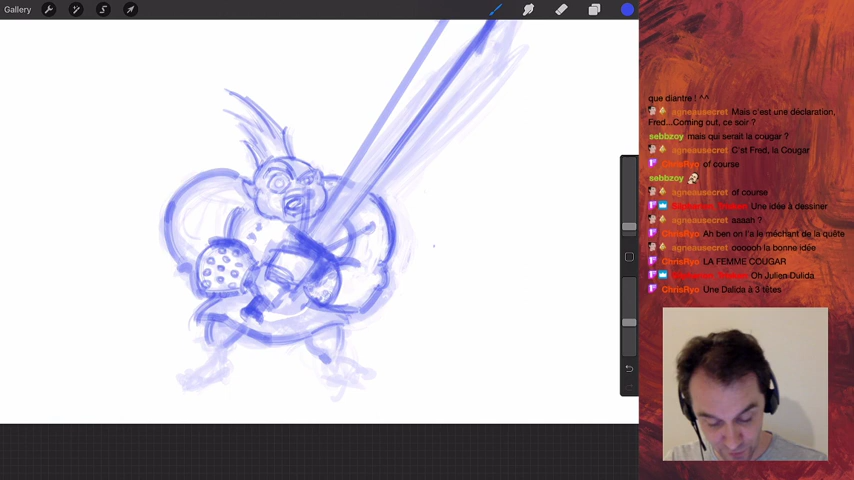 Gallery
que diantre ! ^^
agneausecret Mais c'est une déclaration,
Fred...Coming out, ce soir ?
sebbzoy mais qui serait la cougar ?
agneausecret C'st Fred, la Cougar
ChrisRyo of course
sebbzoy
agneausecret of course
Une idée à dessiner
agneausecret aaaah ?
ChrisRyo Ah ben on l'a le méchant de la quête
agneausecret oooooh la bonne idée
ChrisRyo LA FEMME COUGAR
Oh Julien Dulida
ChrisRyo Une Dalida à 3 têtes